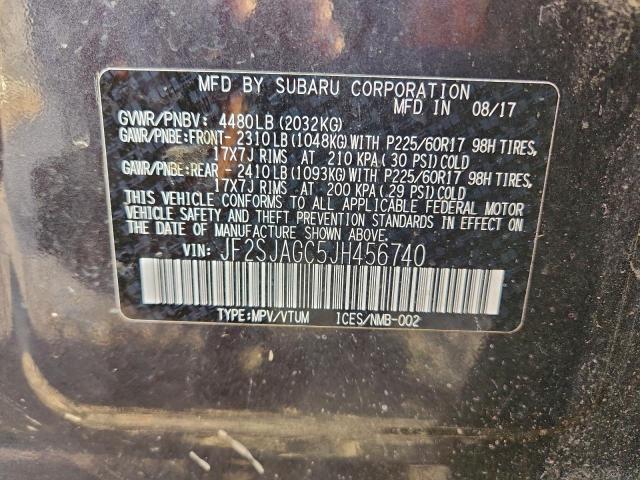 MFD BY SUBARU CORPORATION
MFD IN 08/17
GVWR/PNBV: 4480LB(2032KG)
GAWR/PNBE:FRONT- 2310LB(1048KG)WITH P225/60R17 98H TIRES,
17X7J RIMS AT 210 KPA( 30 PSI)COLD
GAWR/PNBE:REAR - 2410LB(1093KG)WITH P225/60R17 98H TIRES,
17X7J RIMS AT 200 KPA( 29 PSI)COLD
THIS VEHICLE CONFORMS TO ALL APPLICABLE FEDERAL MOTOR
VEHICLE SAFETY AND THEFT PREVENTION STANDARDS IN EFFECT ON
THE DATE OF MANUFACTURE SHOWN ABOVE.
VIN: JF2SJAGC5JH456740
TYPE:MPV/VTUM ICES/NMB-002